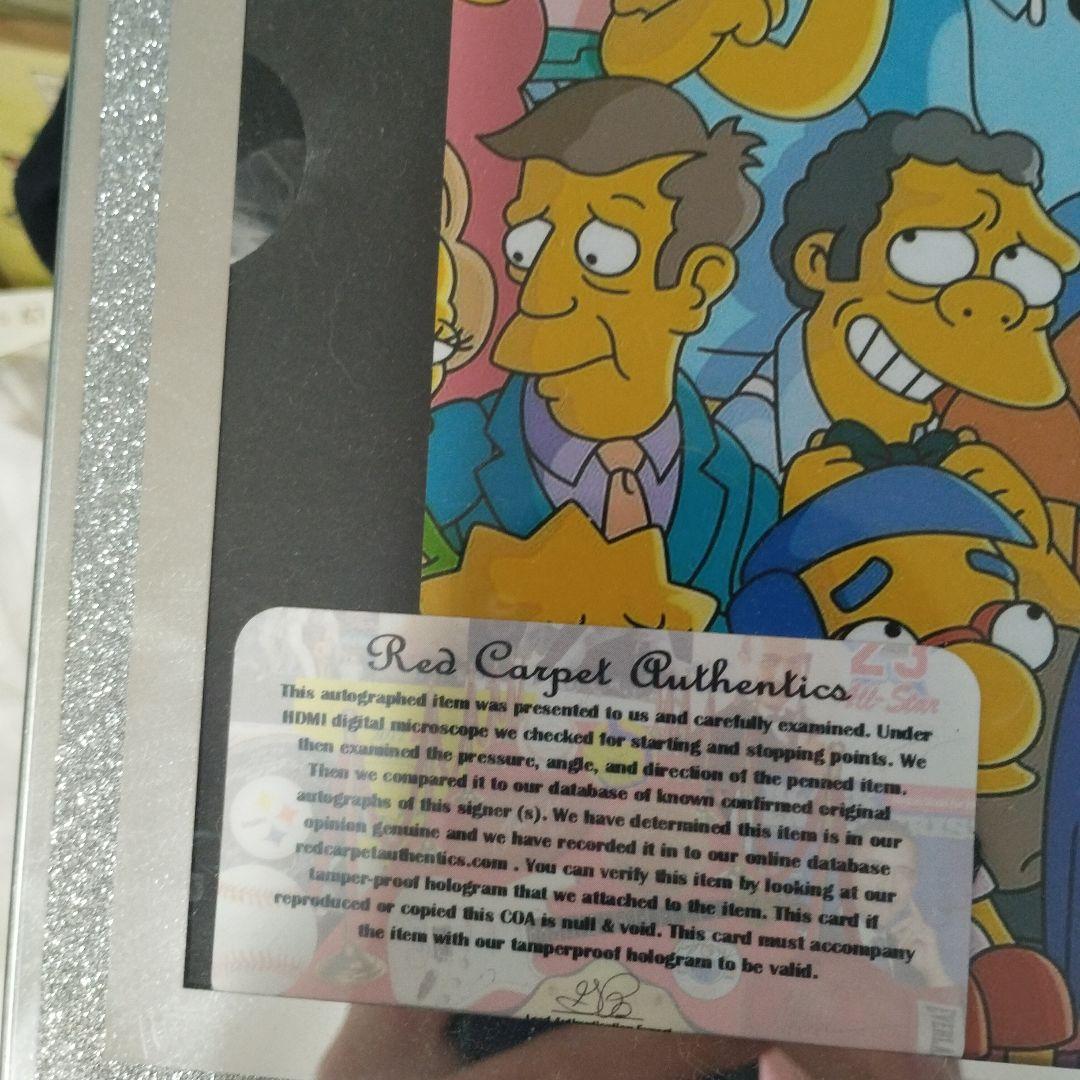 Red Carpet Authentics
This autographed item was presented to us and carefully examined. Under
HDMI digital microscope we checked for starting and stopping points. We
then examined the pressure, angle, and direction of the penned item.
Then we compared it to our database of known confirmed original
autographs of this signer (s). We have determined this item is in our
opinion genuine and we have recorded it in to our online database
redcarpetauthentics.com . You can verify this item by looking at our
tamper-proof hologram that we attached to the item. This card if
reproduced or copied this COA is null & void. This card must accompany
the item with our tamperproof hologram to be valid.
23
All-Star